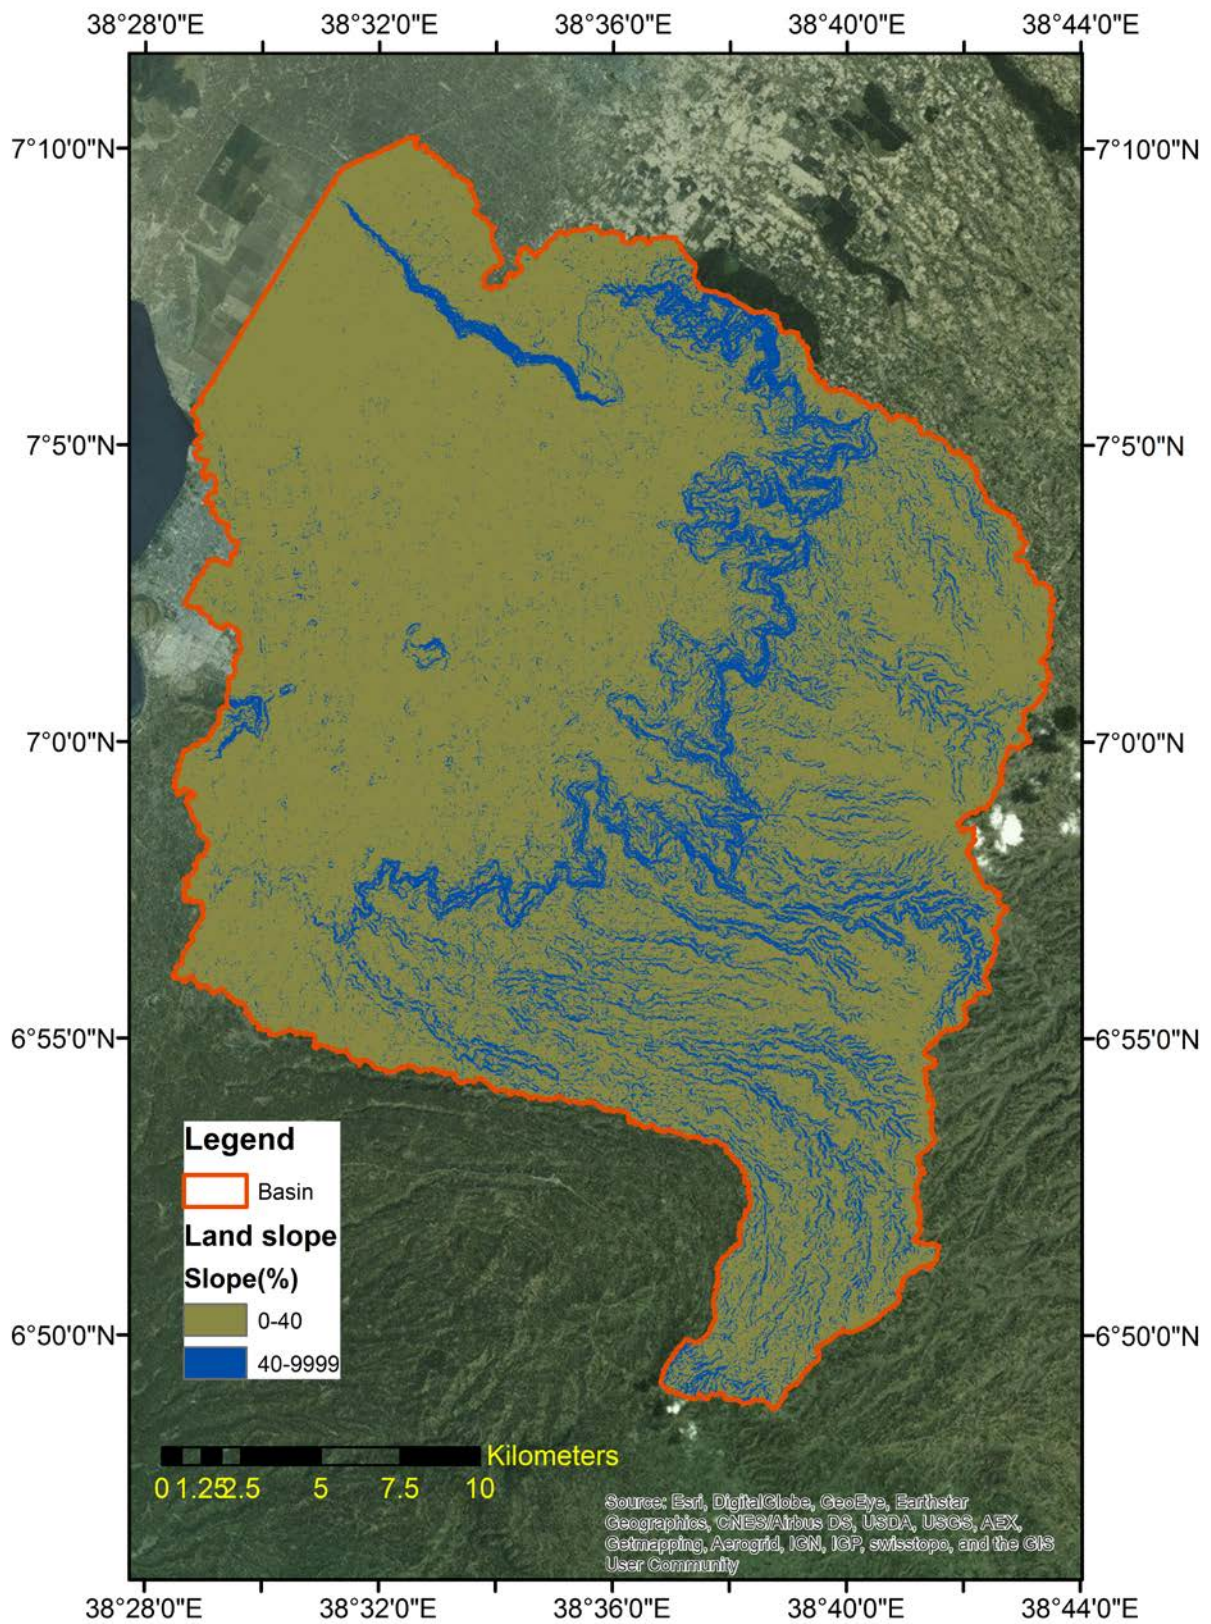 38°28'0"E 38°32'0"E 38°36'0"E 38°40'0"E 38°44'0"E
7°10'0"N 7°10'0"N
7°5'0"N 7°5'0"N
7°0'0"N 7°0'0"N
6°55'0"N 6°55'0"N
Legend
Basin
Land slope
Slope(%)
0-40
6°50'0"N 6°50'0"N
40-9999
Kilometers
0 1.25 2.5 5 7.5 10
Source: Esri, DigitalGlobe, GeoEye, Earthstar
Geographics, CNES/Airbus DS, USDA, USGS, AEX,
Getmapping, Aerogrid, IGN, IGP, swisstopo, and the GIS
User Community
38°28'0"E 38°32'0"E 38°36'0"E 38°40'0"E 38°44'0"E